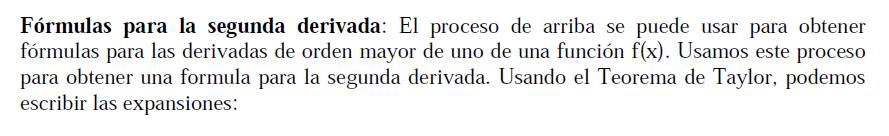 Fórmulas para la segunda derivada: El proceso de arriba se puede usar para obtener
fórmulas para las derivadas de orden mayor de uno de una función f(x). Usamos este proceso
para obtener una formula para la segunda derivada. Usando el Teorema de Taylor, podemos
escribir las expansiones: